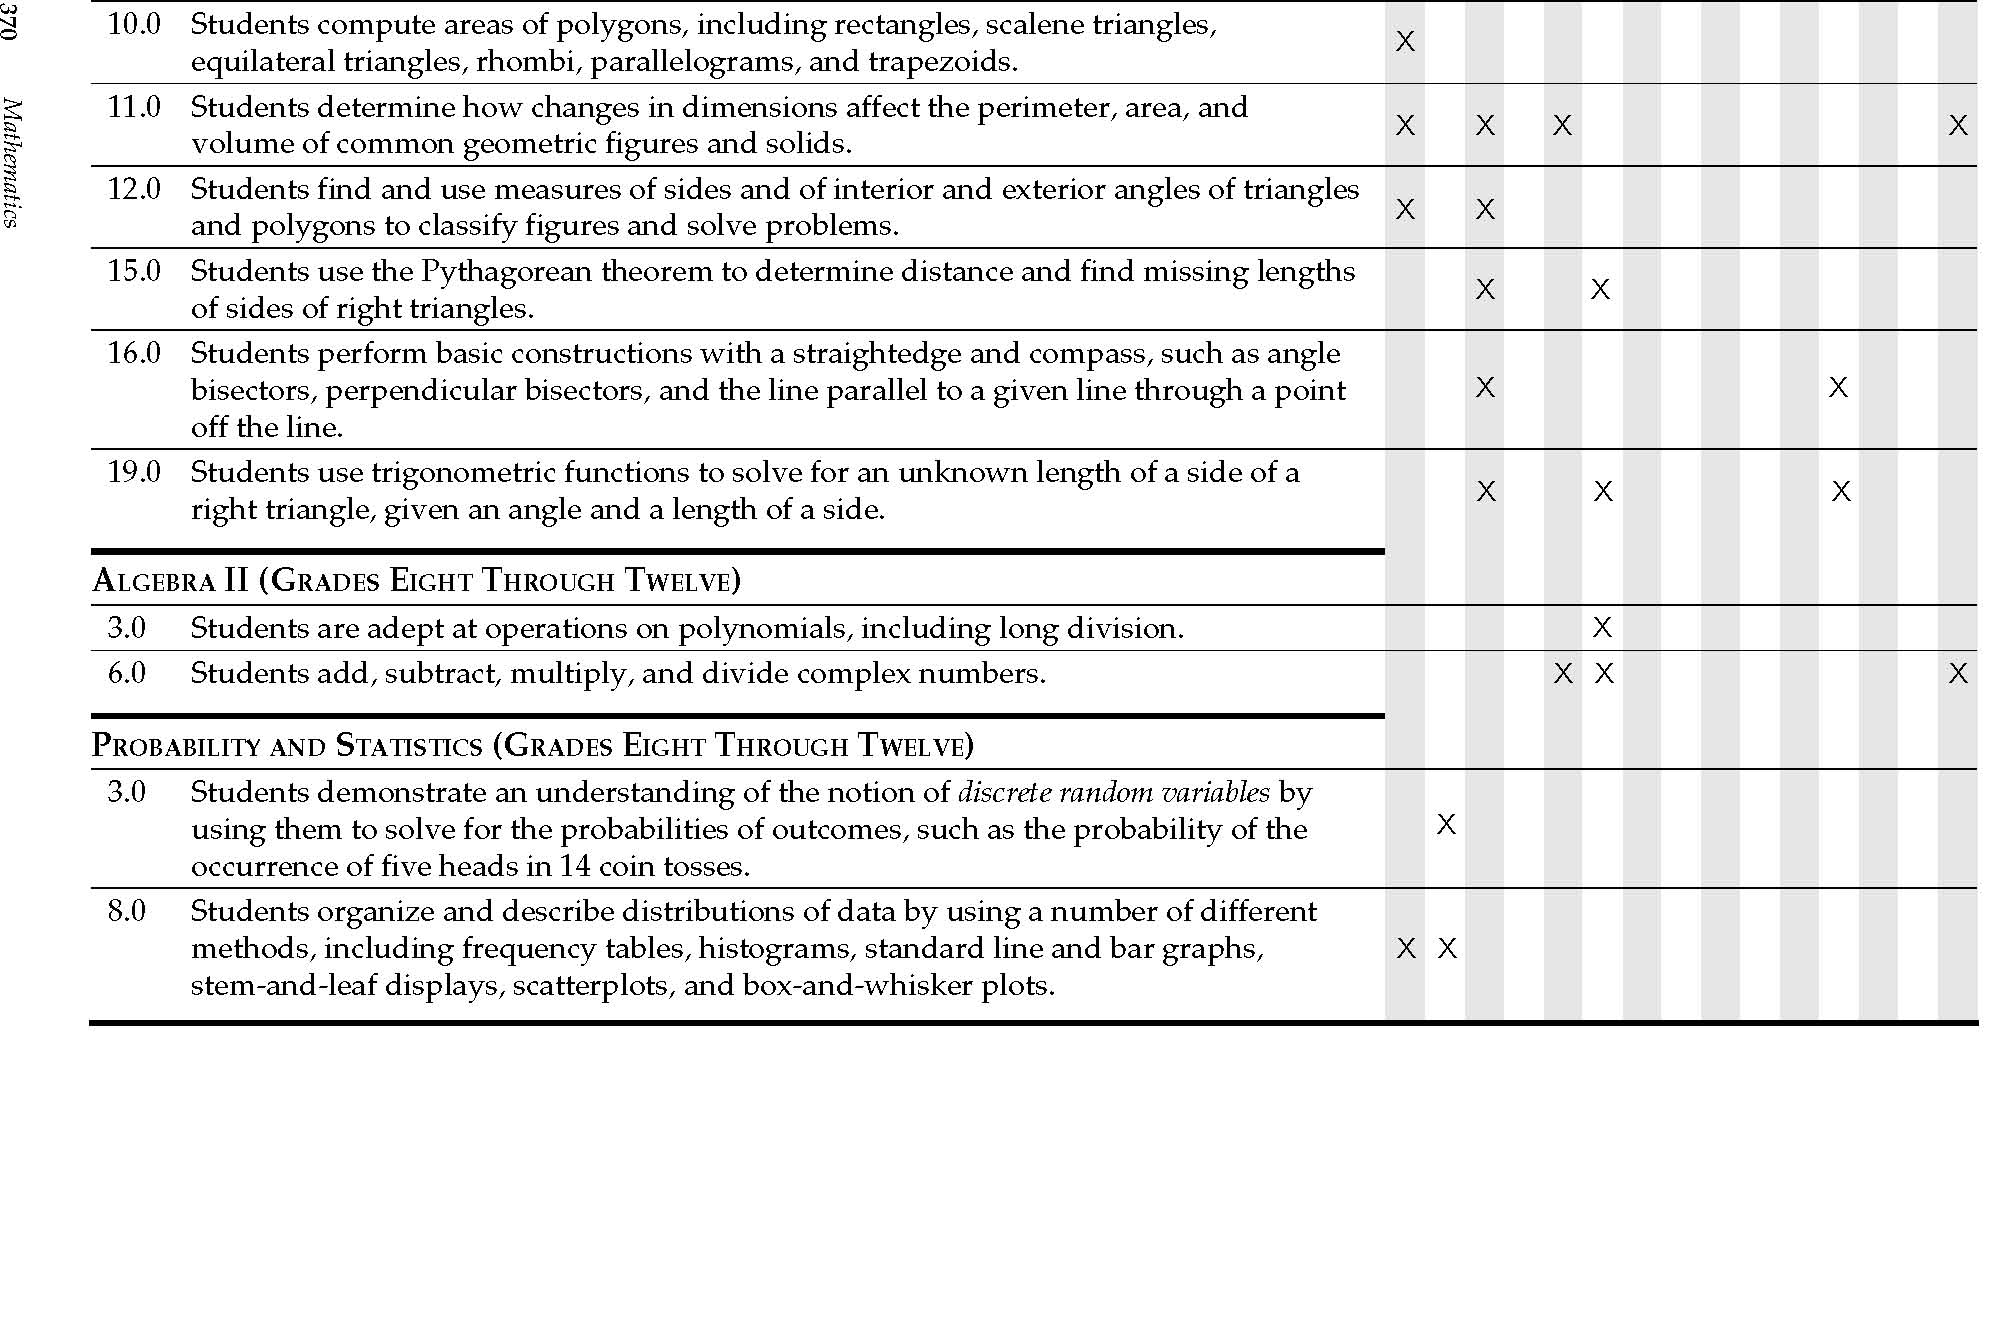 370 Mathematics
10.0 Students compute areas of polygons, including rectangles, scalene triangles,
equilateral triangles, rhombi, parallelograms, and trapezoids. X
11.0 Students determine how changes in dimensions affect the perimeter, area, and
volume of common geometric figures and solids. X X X X
12.0 Students find and use measures of sides and of interior and exterior angles of triangles
and polygons to classify figures and solve problems. X X
15.0 Students use the Pythagorean theorem to determine distance and find missing lengths
of sides of right triangles. X X
16.0 Students perform basic constructions with a straightedge and compass, such as angle
bisectors, perpendicular bisectors, and the line parallel to a given line through a point X X
off the line.
19.0 Students use trigonometric functions to solve for an unknown length of a side of a
right triangle, given an angle and a length of a side. X X X
ALGEBRA II (GRADES EIGHT THROUGH TWELVE)
3.0 Students are adept at operations on polynomials, including long division. X
6.0 Students add, subtract, multiply, and divide complex numbers. X X X
PROBABILITY AND STATISTICS (GRADES EIGHT THROUGH TWELVE)
3.0 Students demonstrate an understanding of the notion of discrete random variables by
using them to solve for the probabilities of outcomes, such as the probability of the X
occurrence of five heads in 14 coin tosses.
8.0 Students organize and describe distributions of data by using a number of different
methods, including frequency tables, histograms, standard line and bar graphs, X X
stem-and-leaf displays, scatterplots, and box-and-whisker plots.